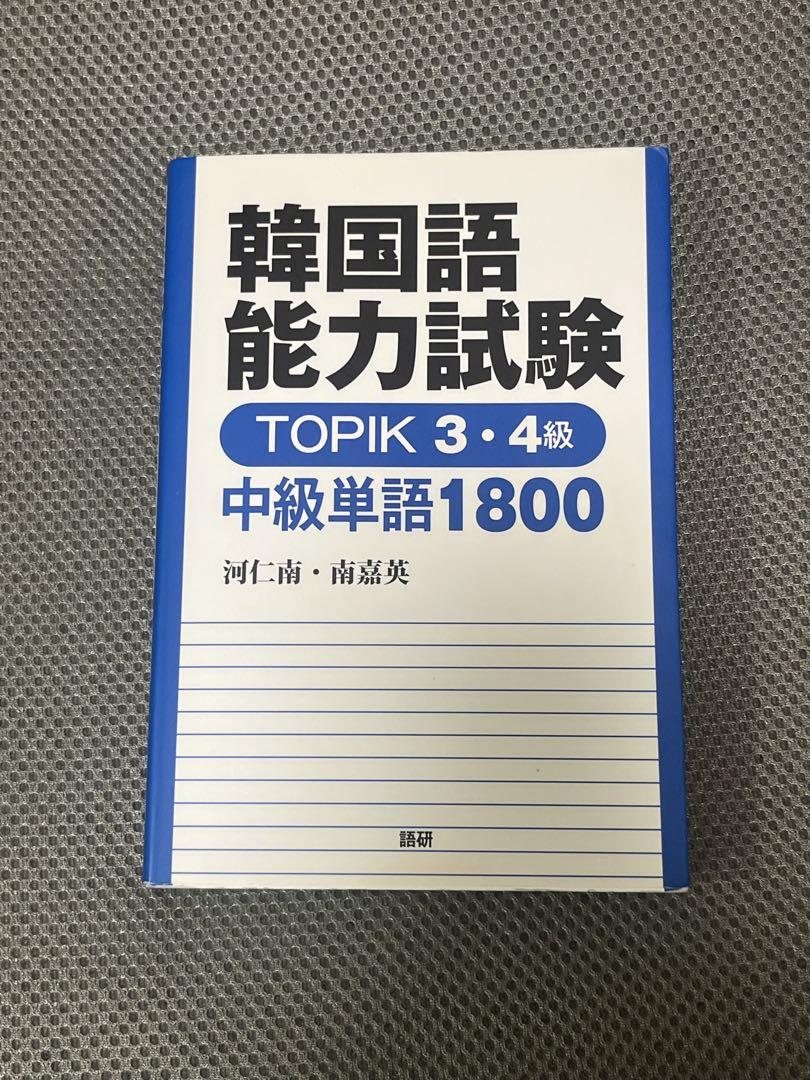 韓国語
能力試験
TOPIK 3・4級
中級単語1800
河仁南・南嘉英
語研